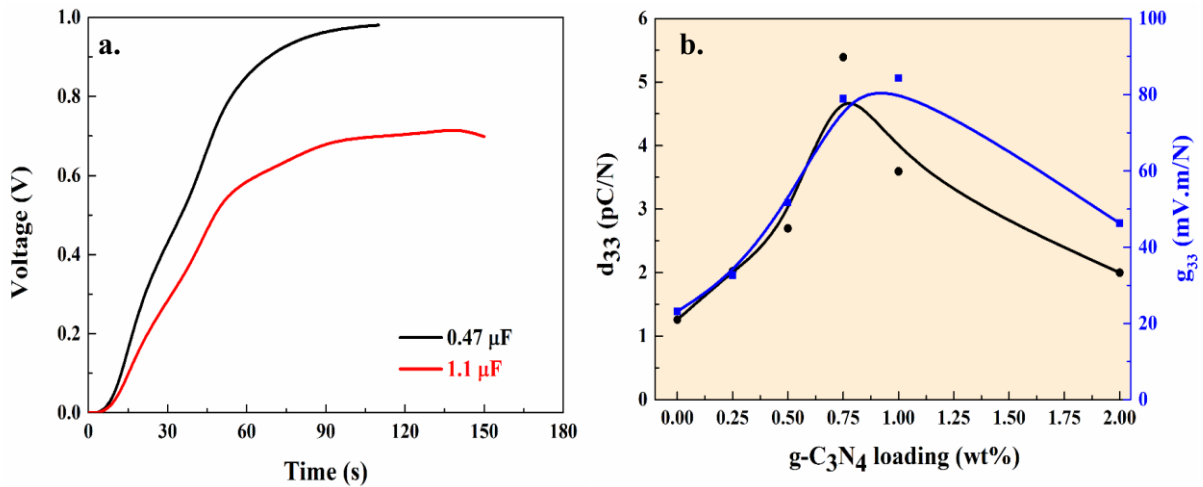 a.
Voltage (V)
1.0
0.8
0.6
0.4
0.2
0.0
0.47 µF
1.1 µF
0 30 60 90 120 150 180
Time (s)
b.
d33 (pC/N)
6
5
4
3
2
1
0
100
80
60
40
20
0
g33 (mV.m/N)
0.00 0.25 0.50 0.75 1.00 1.25 1.50 1.75 2.00
g-C3N4 loading (wt%)